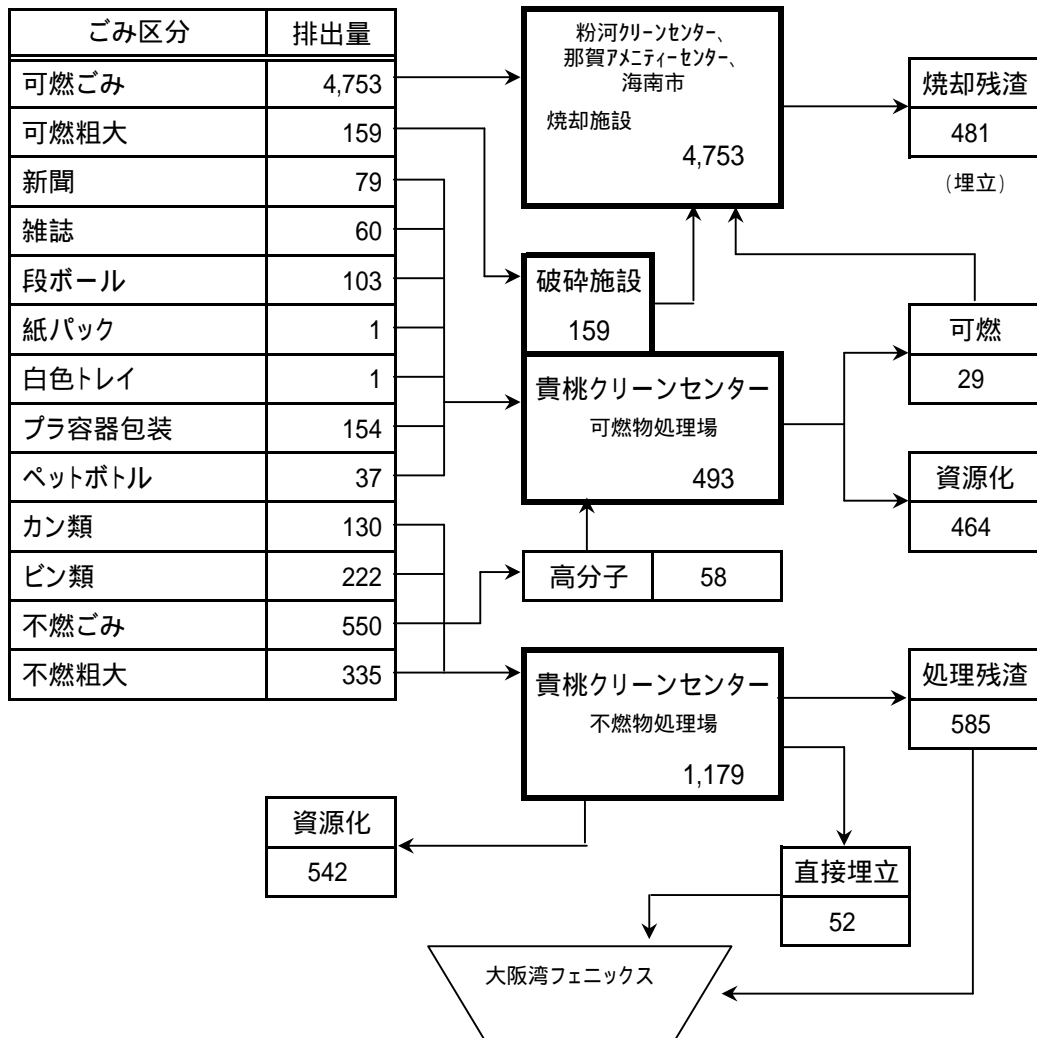 ごみ区分 排出量
可燃ごみ 4,753
可燃粗大 159
新聞 79
雑誌 60
段ボール 103
紙パック 1
白色トレイ 1
プラ容器包装 154
ペットボトル 37
カン類 130
ビン類 222
不燃ごみ 550
不燃粗大 335
粉河クリーンセンター、
那賀アメニティーセンター、
海南市
焼却施設
4,753
焼却残渣
481
(埋立)
破砕施設
159
貴桃クリーンセンター
可燃物処理場
493
可燃
29
資源化
464
高分子 58
貴桃クリーンセンター
不燃物処理場
1,179
処理残渣
585
資源化
542
直接埋立
52
大阪湾フェニックス